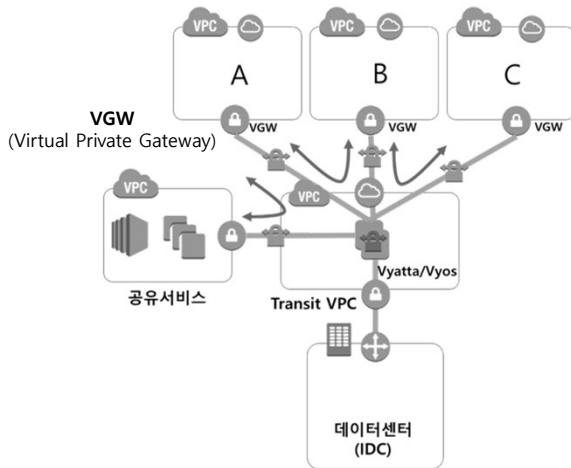 VPC
VPC
VPC
A
B
C
VGW
(Virtual Private Gateway)
VGW
VGW
VGW
VPC
VPC
Vyatta/Vyos
공유서비스
Transit VPC
데이터센터
(IDC)